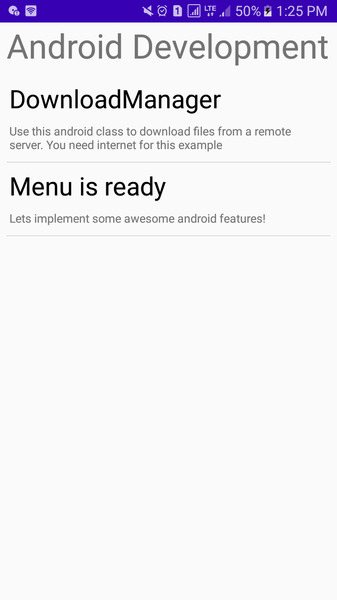 1 LTE 50% 1:25 PM
Android Development
DownloadManager
Use this android class to download files from a remote
server. You need internet for this example
Menu is ready
Lets implement some awesome android features!